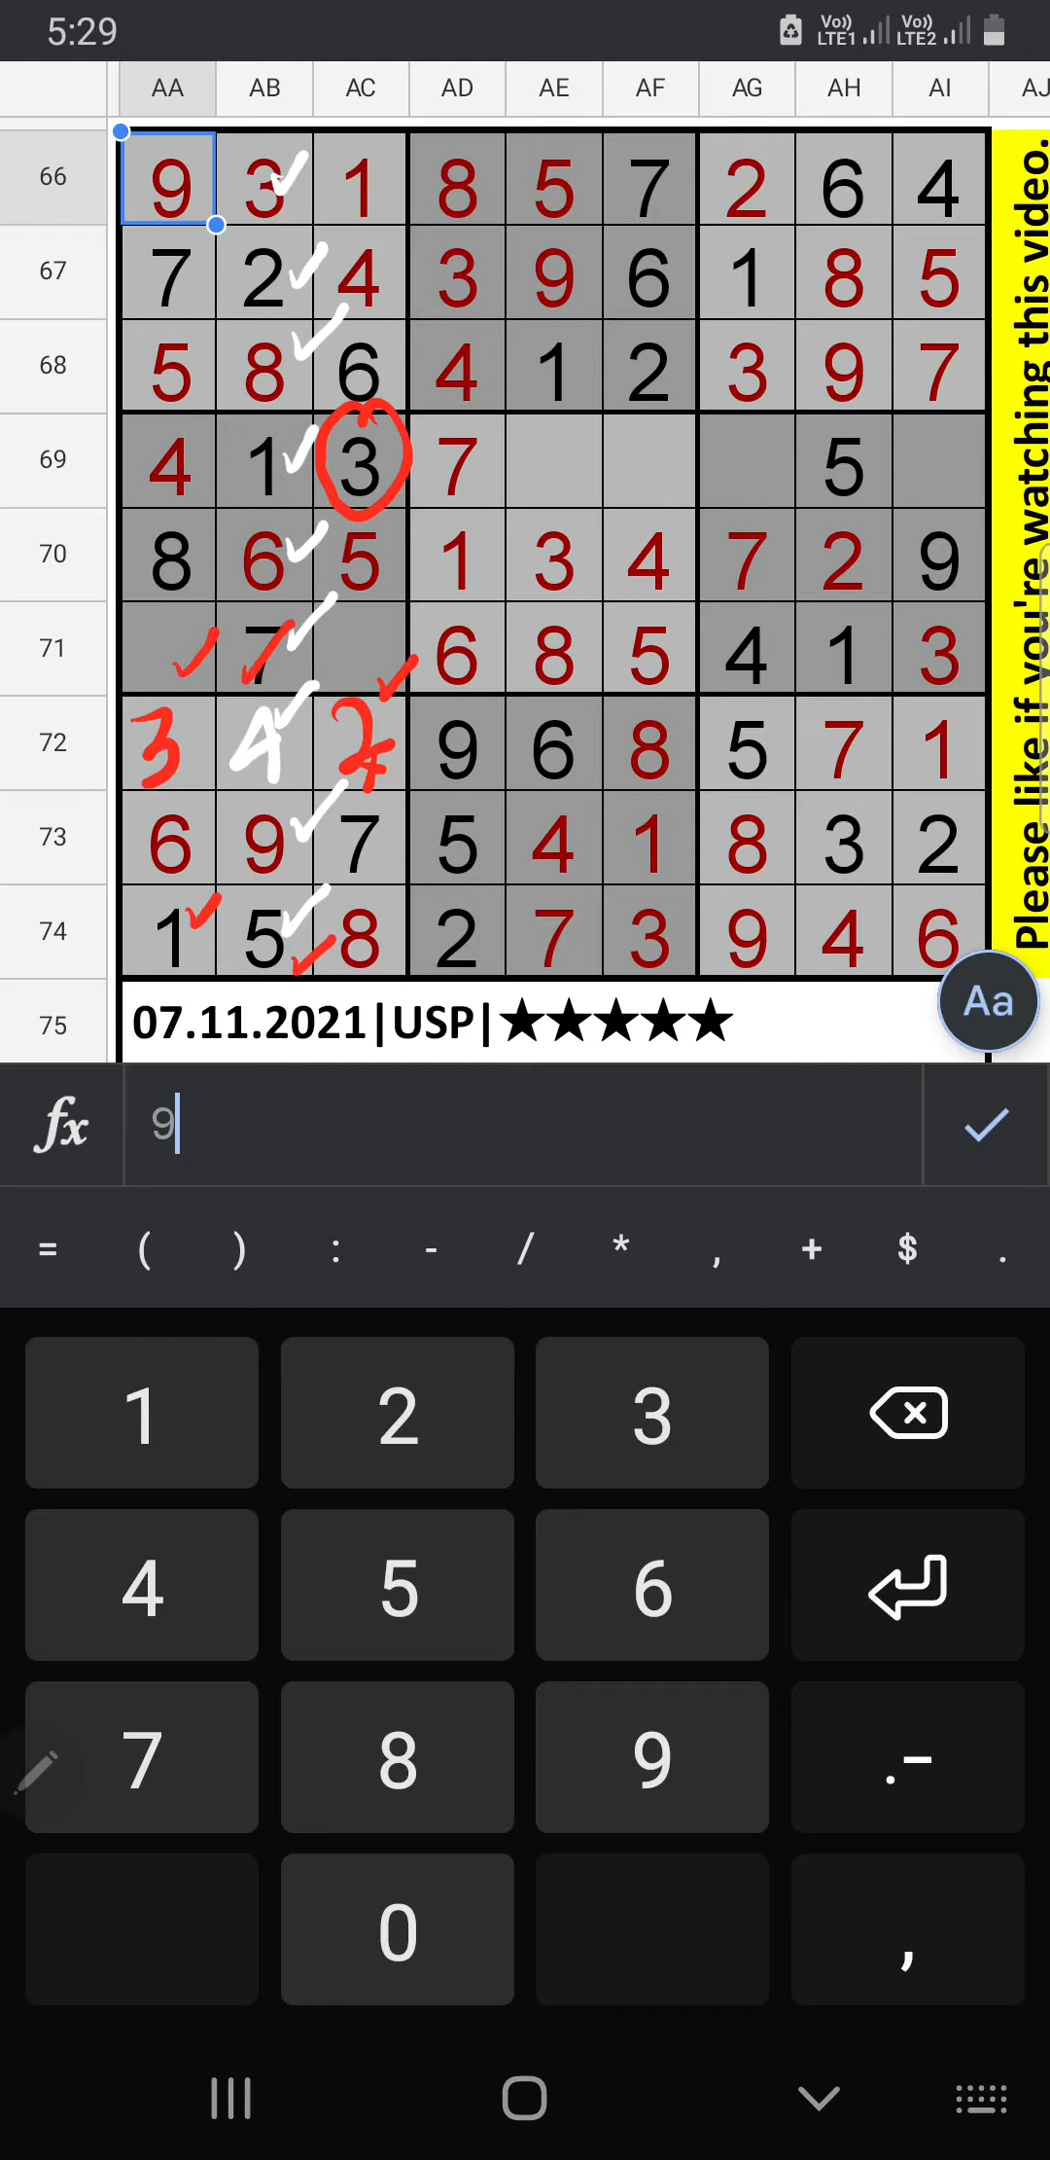 5:29
Vo)) LTE1 Vo)) LTE2
AA AB AC AD AE AF AG AH AI AJ
66 9 3 1 8 5 7 2 6 4
67 7 2 4 3 9 6 1 8 5
68 5 8 6 4 1 2 3 9 7
69 4 1 3 7 5
70 8 6 5 1 3 4 7 2 9
71 7 6 8 5 4 1 3
72 3 4 2 9 6 8 5 7 1
73 6 9 7 5 4 1 8 3 2
74 1 5 8 2 7 3 9 4 6
75 07.11.2021|USP|★★★★★
Please like if you're watching this video.
Aa
fx 9
= ( ) : - / * , + $ .
1 2 3
4 5 6
7 8 9 .-
0 ,